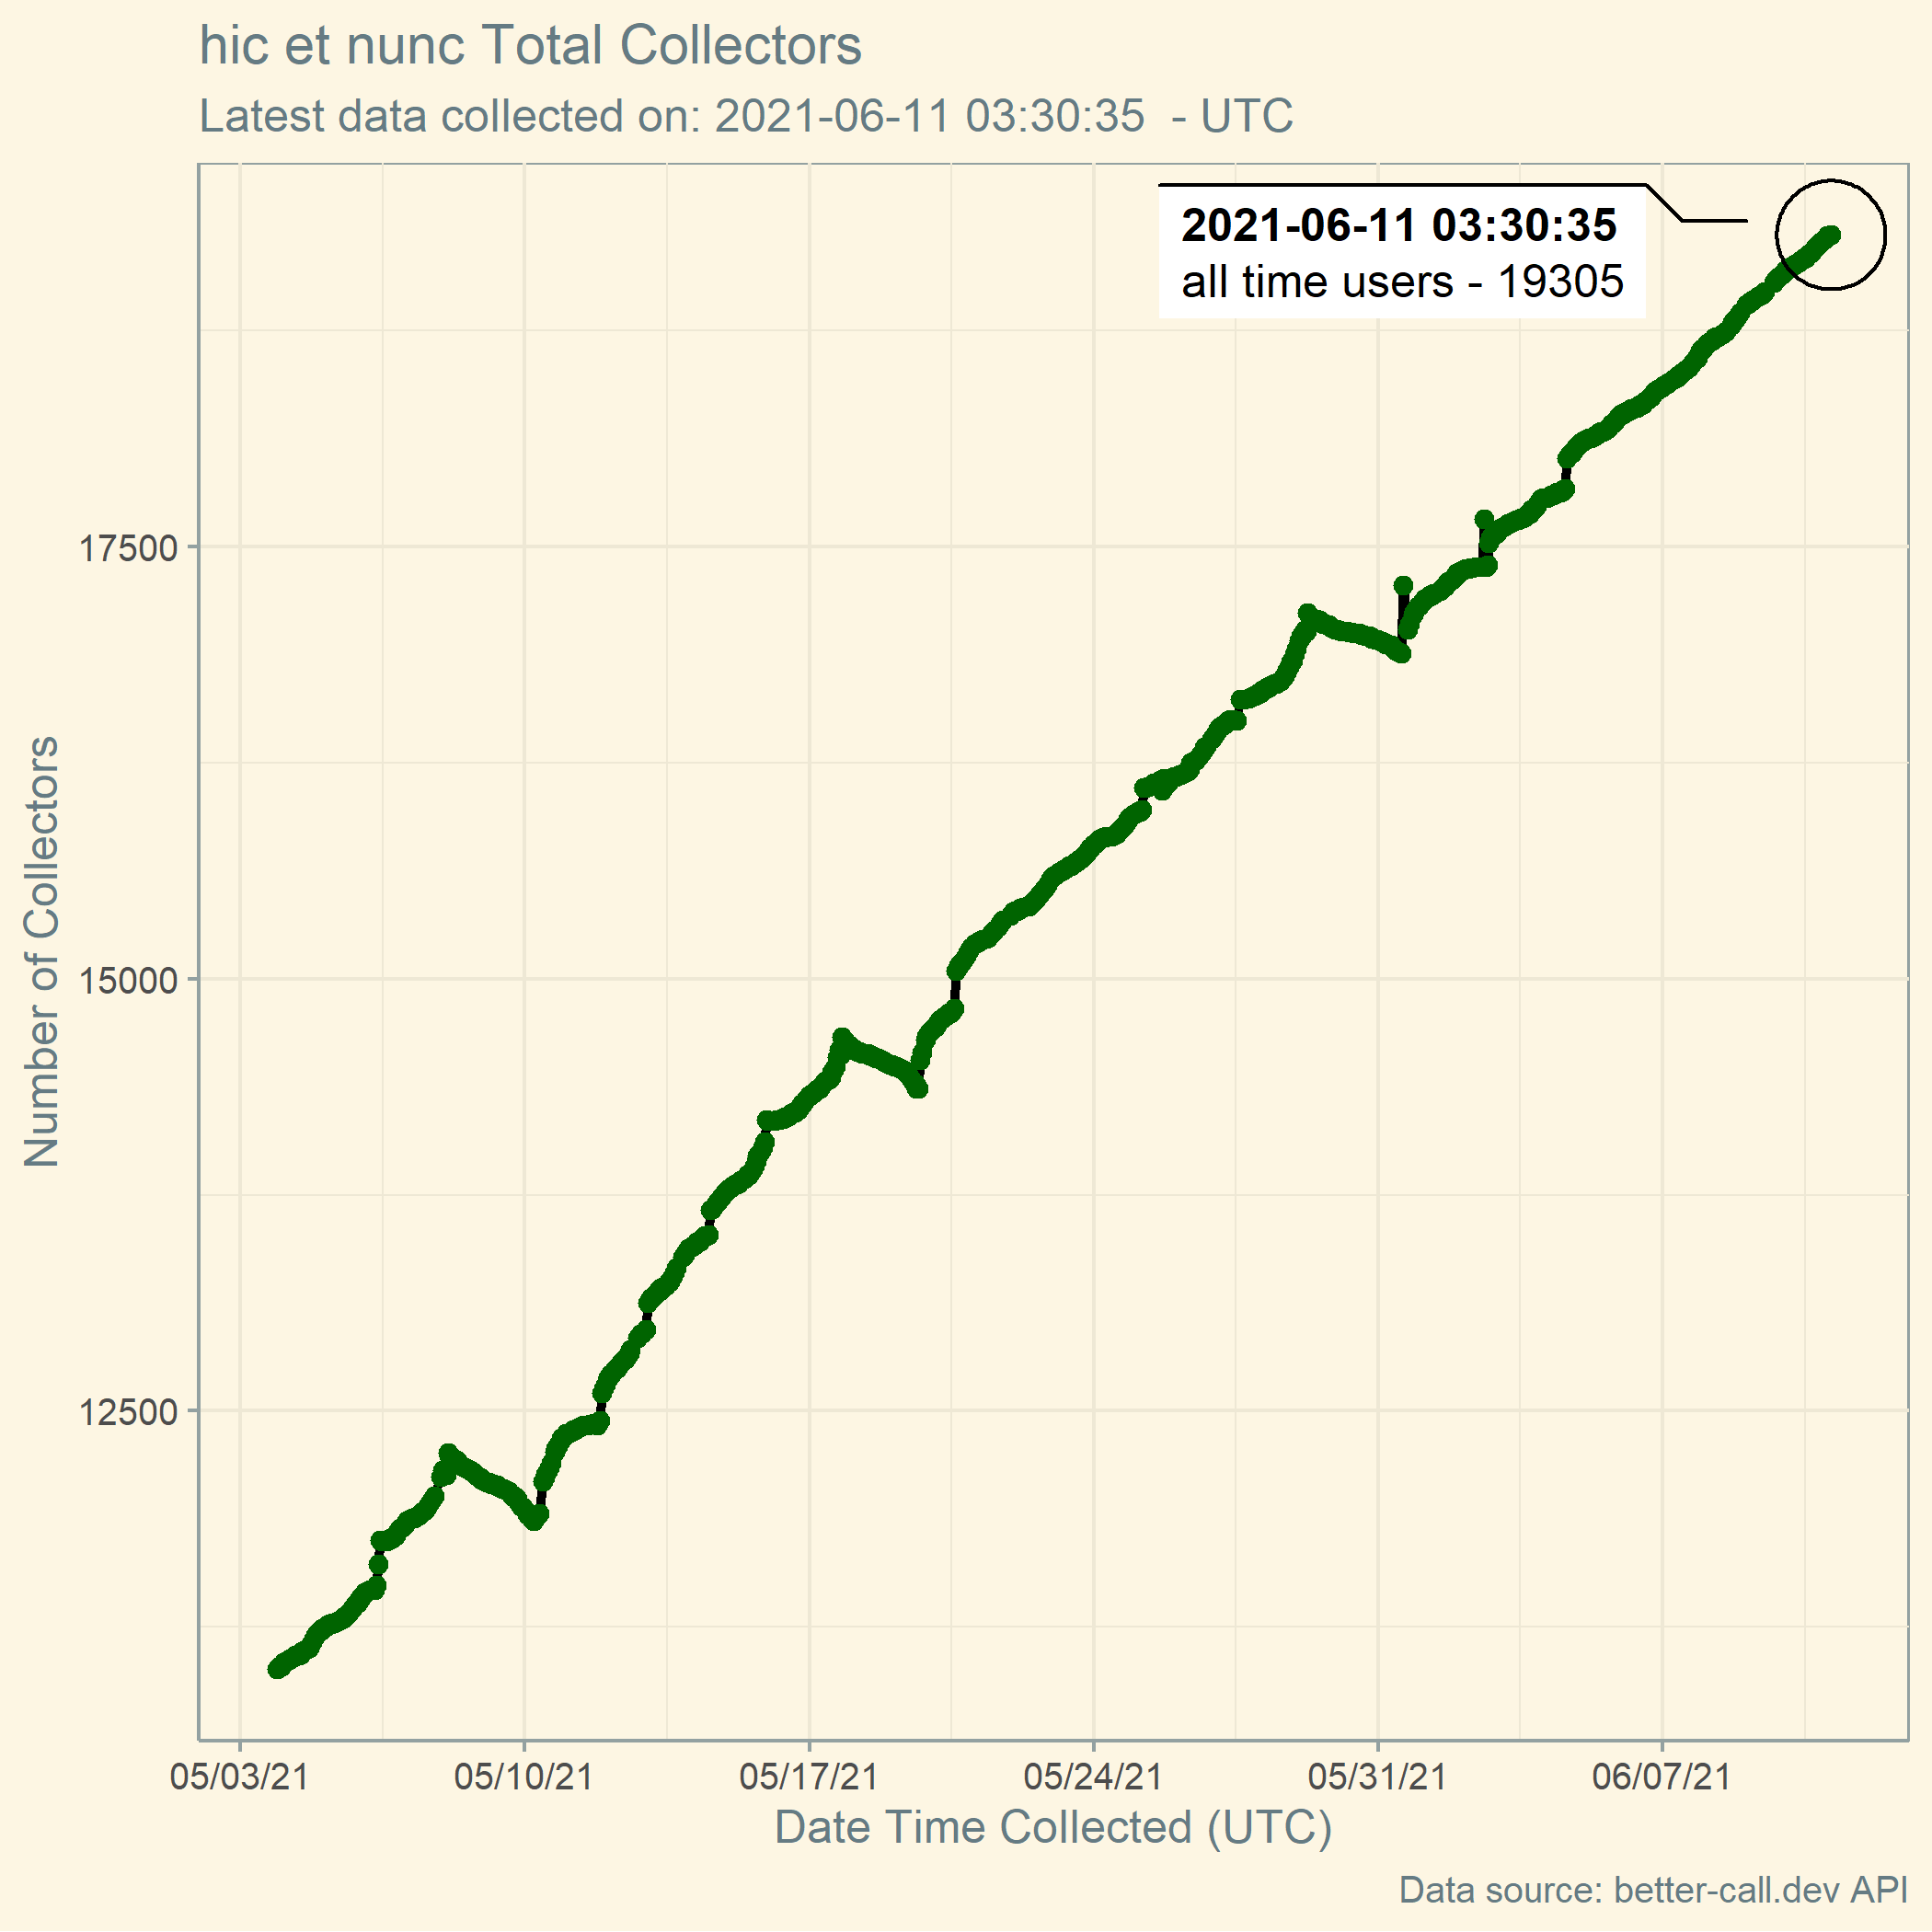 hic et nunc Total Collectors
Latest data collected on: 2021-06-11 03:30:35  - UTC
2021-06-11 03:30:35
all time users - 19305
Number of Collectors
17500
15000
12500
05/03/21
05/10/21
05/17/21
05/24/21
05/31/21
06/07/21
Date Time Collected (UTC)
Data source: better-call.dev API